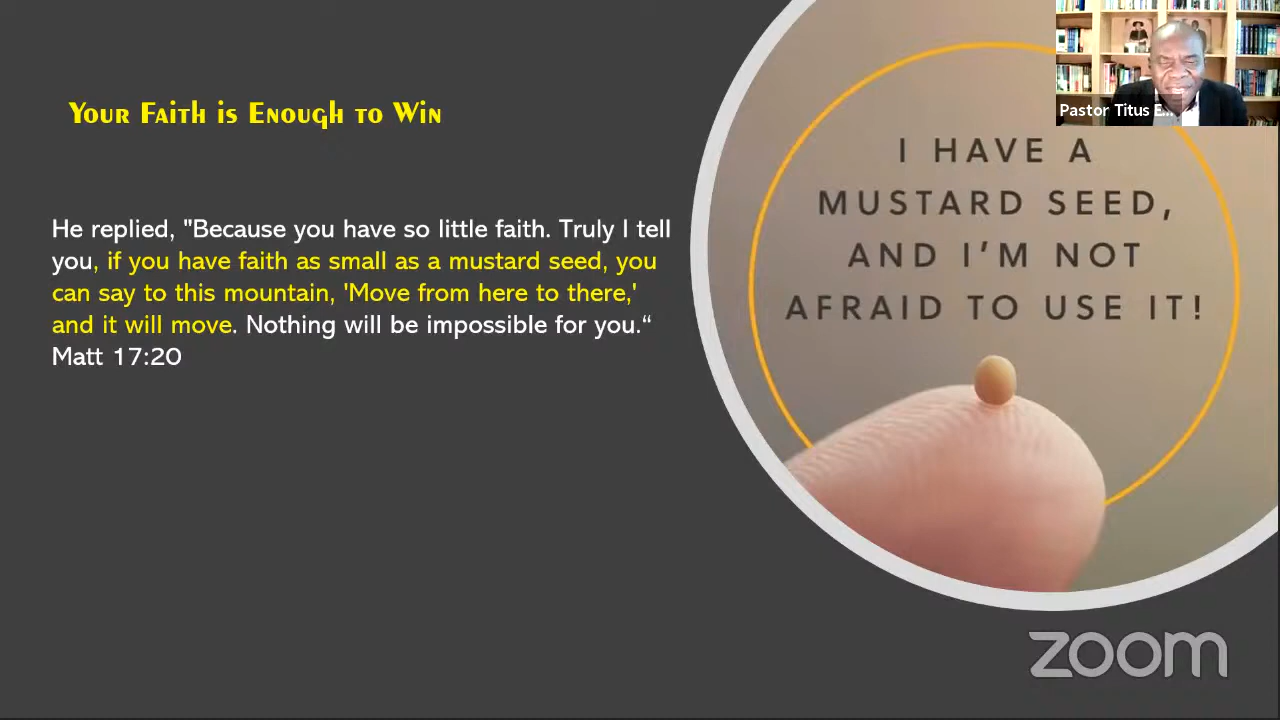 Your Faith is Enough to Win
He replied, "Because you have so little faith. Truly I tell
you, if you have faith as small as a mustard seed, you
can say to this mountain, 'Move from here to there,'
and it will move. Nothing will be impossible for you.“
Matt 17:20
Pastor Titus E...
I HAVE A
MUSTARD SEED,
AND I’M NOT
AFRAID TO USE IT!
zoom